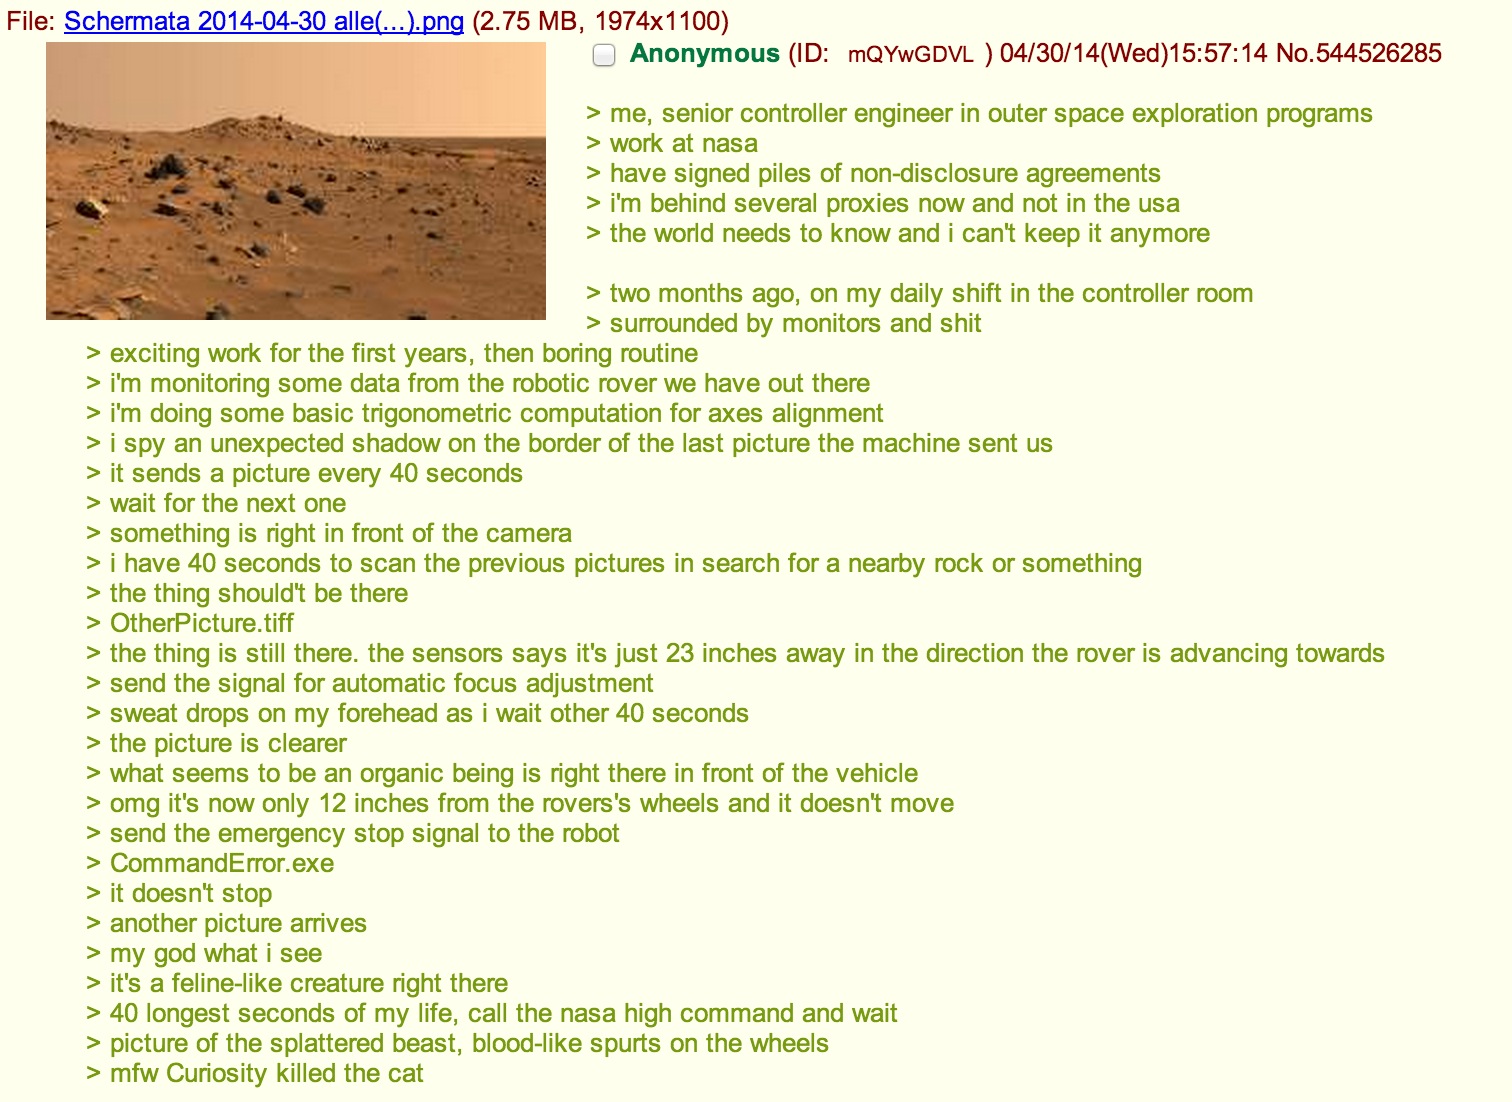 File: Schermata 2014-04-30 alle(...).png (2.75 MB, 1974x1100)
Anonymous (ID: mQYwGDVL ) 04/30/14(Wed)15:57:14 No.544526285
> me, senior controller engineer in outer space exploration programs
> work at nasa
> have signed piles of non-disclosure agreements
> i'm behind several proxies now and not in the usa
> the world needs to know and i can't keep it anymore
> two months ago, on my daily shift in the controller room
> surrounded by monitors and shit
> exciting work for the first years, then boring routine
> i'm monitoring some data from the robotic rover we have out there
> i'm doing some basic trigonometric computation for axes alignment
> i spy an unexpected shadow on the border of the last picture the machine sent us
> it sends a picture every 40 seconds
> wait for the next one
> something is right in front of the camera
> i have 40 seconds to scan the previous pictures in search for a nearby rock or something
> the thing should't be there
> OtherPicture.tiff
> the thing is still there. the sensors says it's just 23 inches away in the direction the rover is advancing towards
> send the signal for automatic focus adjustment
> sweat drops on my forehead as i wait other 40 seconds
> the picture is clearer
> what seems to be an organic being is right there in front of the vehicle
> omg it's now only 12 inches from the rovers's wheels and it doesn't move
> send the emergency stop signal to the robot
> CommandError.exe
> it doesn't stop
> another picture arrives
> my god what i see
> it's a feline-like creature right there
> 40 longest seconds of my life, call the nasa high command and wait
> picture of the splattered beast, blood-like spurts on the wheels
> mfw Curiosity killed the cat